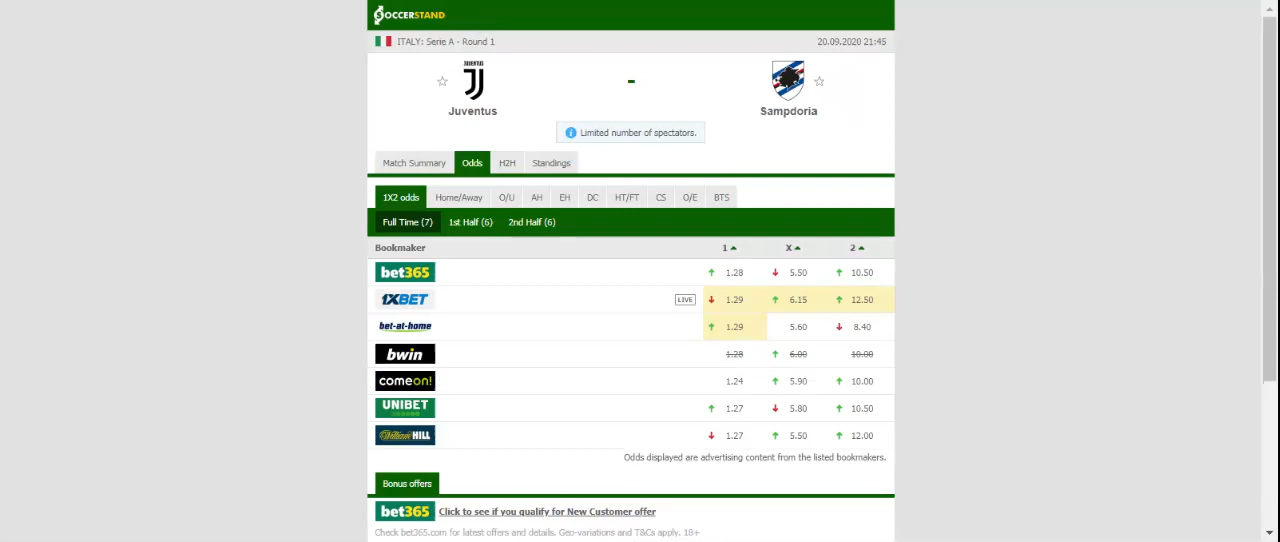 SOCCERSTAND
ITALY: Serie A - Round 1 20.09.2020 21:45
JUVENTUS
-
Juventus Sampdoria
Limited number of spectators.
Match Summary Odds H2H Standings
1X2 odds Home/Away O/U AH EH DC HT/FT CS O/E BTS
Full Time (7) 1st Half (6) 2nd Half (6)
Bookmaker 1 X 2
bet365 1.28 5.50 10.50
1XBET LIVE 1.29 6.15 12.50
bet-at-home 1.29 5.60 8.40
bwin 1.28 6.00 10.00
comeon! 1.24 5.90 10.00
UNIBET 1.27 5.80 10.50
William HILL 1.27 5.50 12.00
Odds displayed are advertising content from the listed bookmakers.
Bonus offers
bet365 Click to see if you qualify for New Customer offer
Check bet365.com for latest offers and details. Geo-variations and T&Cs apply. 18+